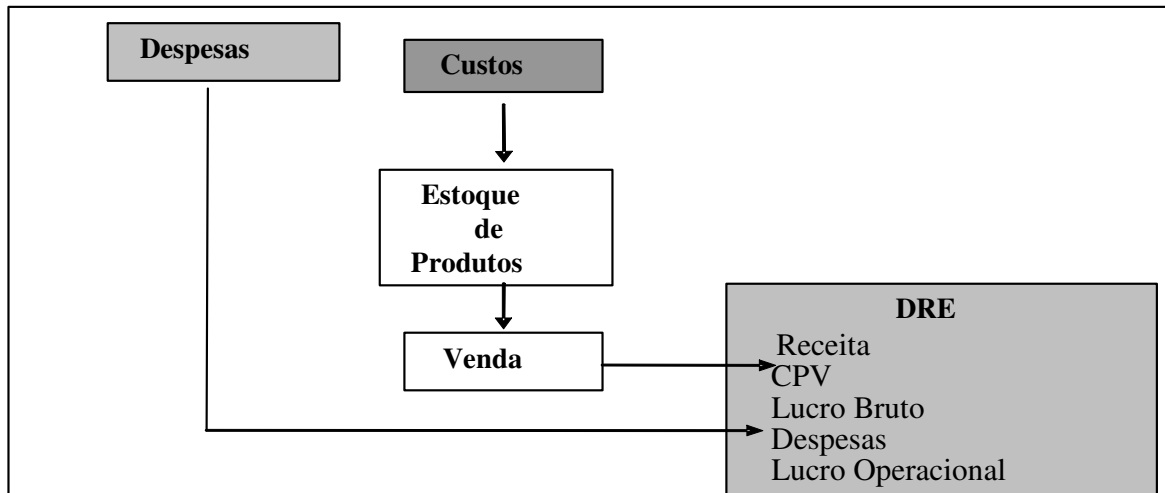 Despesas
Custos
Estoque
de
Produtos
Venda
DRE
Receita
CPV
Lucro Bruto
Despesas
Lucro Operacional